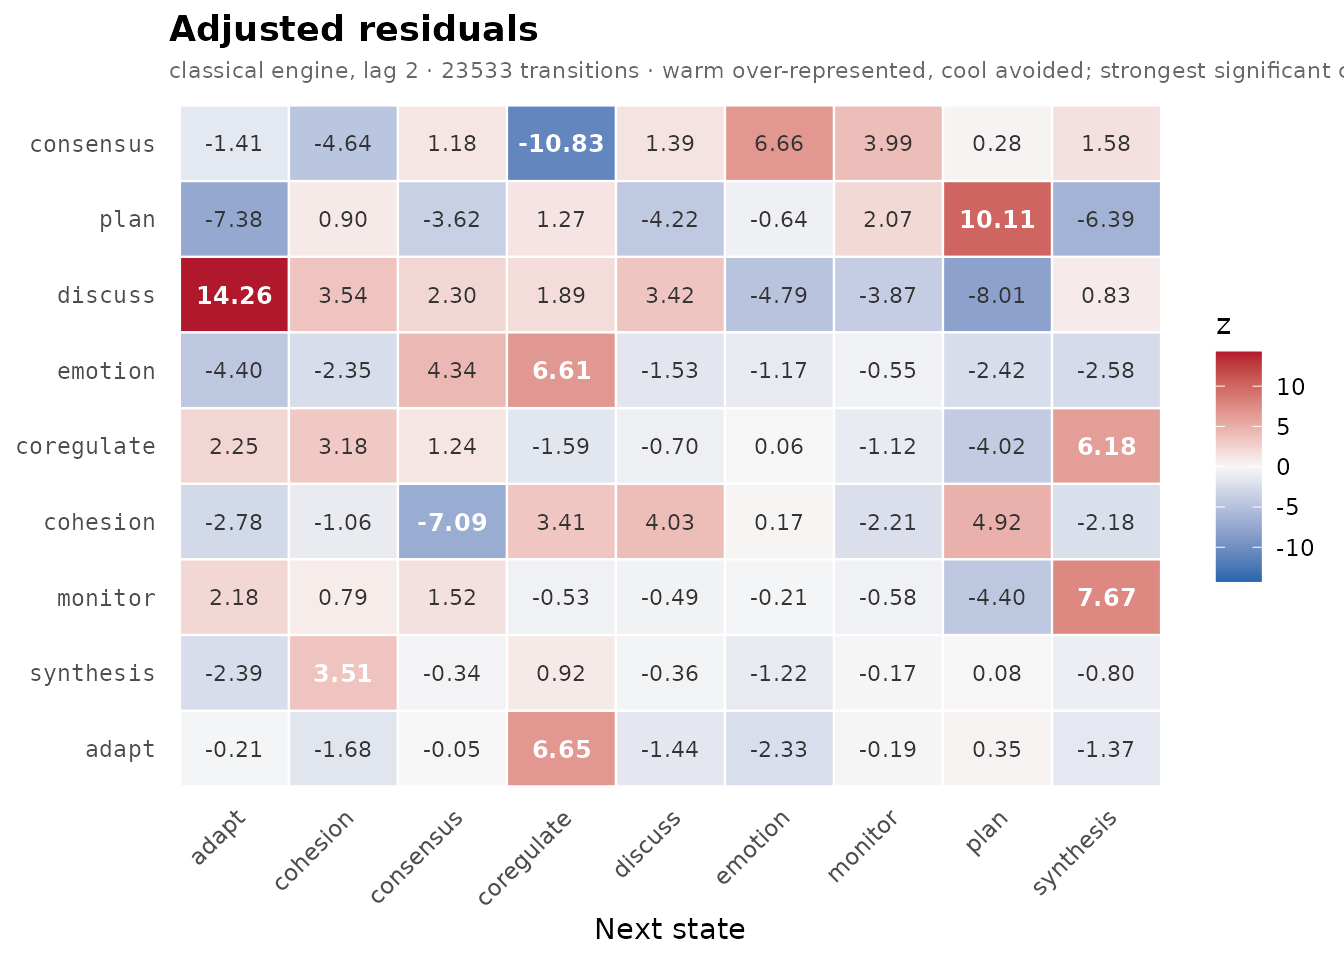 Adjusted residuals
classical engine, lag 2 · 23533 transitions · warm over-represented, cool avoided; strongest significant
consensus -1.41 -4.64 1.18 -10.83 1.39 6.66 3.99 0.28 1.58
plan -7.38 0.90 -3.62 1.27 -4.22 -0.64 2.07 10.11 -6.39
discuss 14.26 3.54 2.30 1.89 3.42 -4.79 -3.87 -8.01 0.83
emotion -4.40 -2.35 4.34 6.61 -1.53 -1.17 -0.55 -2.42 -2.58
coregulate 2.25 3.18 1.24 -1.59 -0.70 0.06 -1.12 -4.02 6.18
cohesion -2.78 -1.06 -7.09 3.41 4.03 0.17 -2.21 4.92 -2.18
monitor 2.18 0.79 1.52 -0.53 -0.49 -0.21 -0.58 -4.40 7.67
synthesis -2.39 3.51 -0.34 0.92 -0.36 -1.22 -0.17 0.08 -0.80
adapt -0.21 -1.68 -0.05 6.65 -1.44 -2.33 -0.19 0.35 -1.37
adapt cohesion consensus coregulate discuss emotion monitor plan synthesis
Next state
z
10
5
0
-5
-10